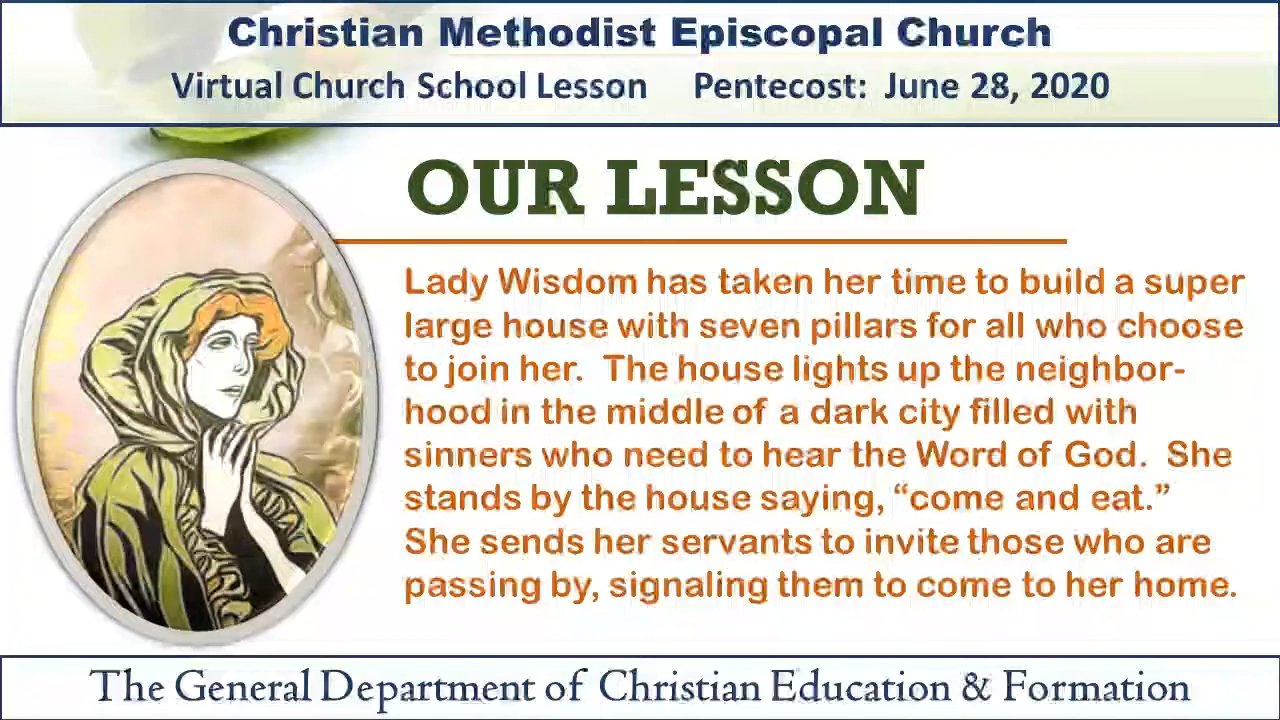 Christian Methodist Episcopal Church
Virtual Church School Lesson Pentecost: June 28, 2020
OUR LESSON
Lady Wisdom has taken her time to build a super
large house with seven pillars for all who choose
to join her. The house lights up the neighbor-
hood in the middle of a dark city filled with
sinners who need to hear the Word of God. She
stands by the house saying, “come and eat.”
She sends her servants to invite those who are
passing by, signaling them to come to her home.
The General Department of Christian Education & Formation